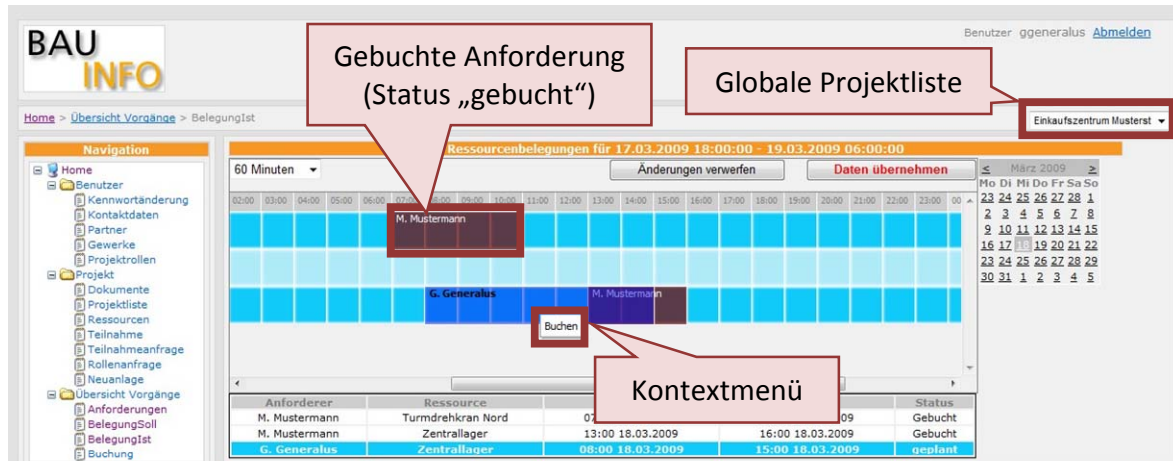 BAU
INFO
Benutzer ggeneralus Abmelden
Gebuchte Anforderung
(Status „gebucht“)
Globale Projektliste
Home > Übersicht Vorgänge > BelegungIst
Einkaufszentrum Musterst
Navigation
Ressourcenbelegungen für 17.03.2009 18:00:00 - 19.03.2009 06:00:00
Home
Benutzer
Kennwortänderung
Kontaktdaten
Partner
Gewerke
Projektrollen
Projekt
Dokumente
Projektliste
Ressourcen
Teilnahme
Teilnahmeanfrage
Rollenanfrage
Neuanlage
Übersicht Vorgänge
Anforderungen
BelegungSoll
BelegungIst
Buchung
60 Minuten
Änderungen verwerfen
Daten übernehmen
02:00 03:00 04:00 05:00 06:00 07:00 08:00 09:00 10:00 11:00 12:00 13:00 14:00 15:00 16:00 17:00 18:00 19:00 20:00 21:00 22:00 23:00 00
M. Mustermann
G. Generalus M. Mustermann
Buchen
Kontextmenü
< März 2009 >
Mo Di Mi Do Fr Sa So
23 24 25 26 27 28 1
2 3 4 5 6 7 8
9 10 11 12 13 14 15
16 17 18 19 20 21 22
23 24 25 26 27 28 29
30 31 1 2 3 4 5
Anforderer Ressource Status
M. Mustermann Turmdrehkran Nord Gebucht
M. Mustermann Zentrallager 13:00 18.03.2009 16:00 18.03.2009 Gebucht
G. Generalus Zentrallager 08:00 18.03.2009 15:00 18.03.2009 geplant